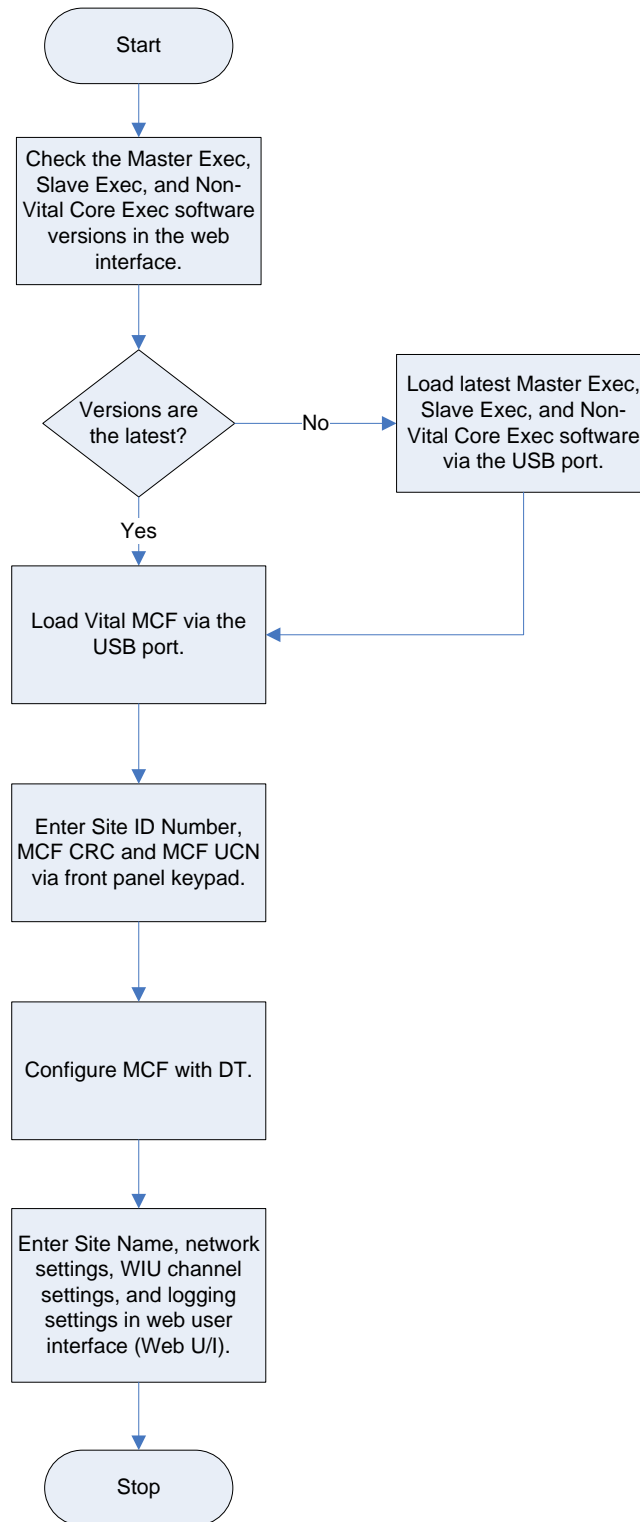 Start
Check the Master Exec,
Slave Exec, and Non-
Vital Core Exec software
versions in the web
interface.
Versions are
the latest?
No
Load latest Master Exec,
Slave Exec, and Non-
Vital Core Exec software
via the USB port.
Yes
Load Vital MCF via the
USB port.
Enter Site ID Number,
MCF CRC and MCF UCN
via front panel keypad.
Configure MCF with DT.
Enter Site Name, network
settings, WIU channel
settings, and logging
settings in web user
interface (Web U/I).
Stop